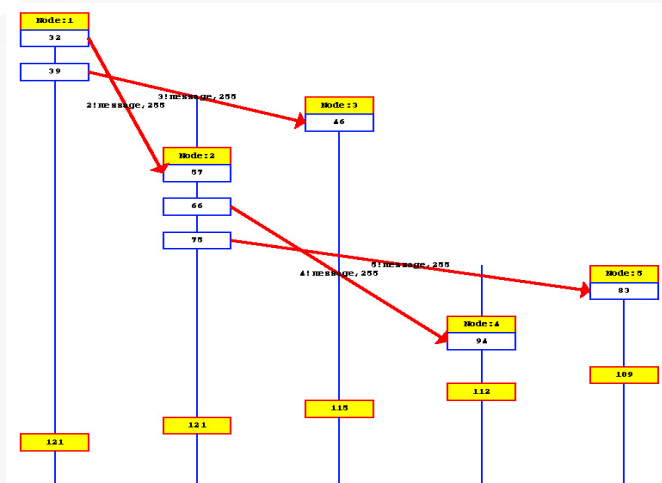 Node:1
32
39
3!message,255
2!message,255
Node:3
46
Node:2
57
66
75
5!message,255
4!message,255
Node:5
83
Node:4
94
109
112
115
121
121